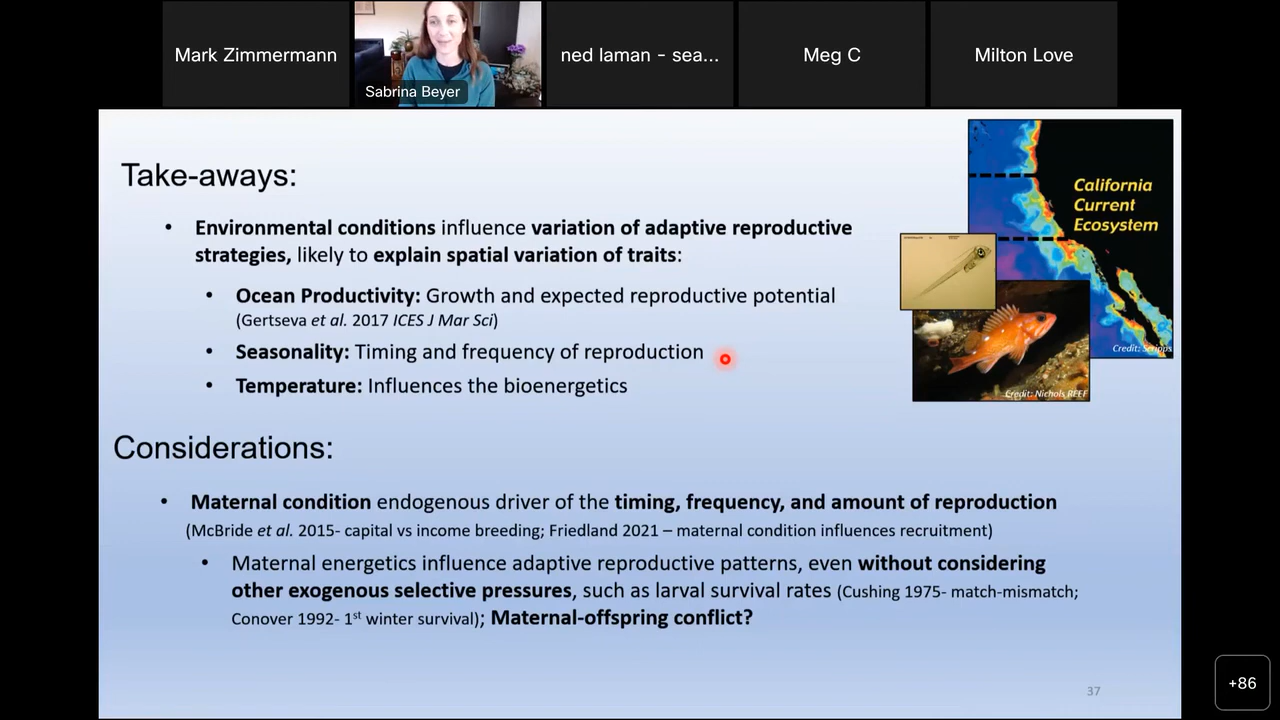 Mark Zimmermann
Sabrina Beyer
ned laman - sea...
Meg C
Milton Love
Take-aways:
• Environmental conditions influence variation of adaptive reproductive
strategies, likely to explain spatial variation of traits:
• Ocean Productivity: Growth and expected reproductive potential
(Gertseva et al. 2017 ICES J Mar Sci)
• Seasonality: Timing and frequency of reproduction
• Temperature: Influences the bioenergetics
California
Current
Ecosystem
Credit: Scripps
Credit: Nichols REEF
Considerations:
• Maternal condition endogenous driver of the timing, frequency, and amount of reproduction
(McBride et al. 2015- capital vs income breeding; Friedland 2021 – maternal condition influences recruitment)
• Maternal energetics influence adaptive reproductive patterns, even without considering
other exogenous selective pressures, such as larval survival rates (Cushing 1975- match-mismatch;
Conover 1992- 1st winter survival); Maternal-offspring conflict?
37
+86